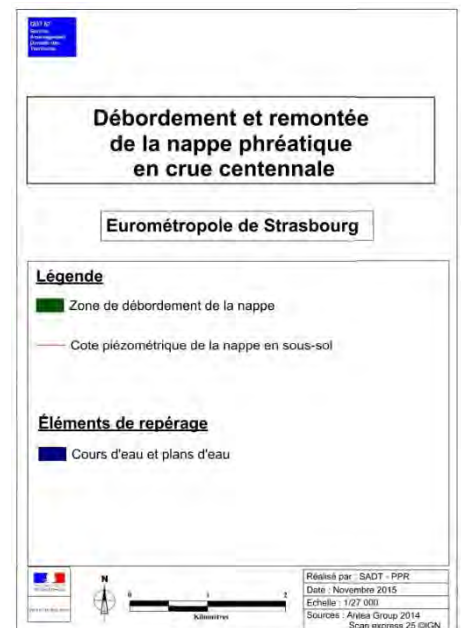 Débordement et remontée
de la nappe phréatique
en crue centennale
Eurométropole de Strasbourg
Légende
Zone de débordement de la nappe
Cote piézométrique de la nappe en sous-sol
Éléments de repérage
Cours d'eau et plans d'eau
N
0 1 2
Kilomètres
Réalisé par : SADT - PPR
Date : Novembre 2015
Echelle : 1/27 000
Sources : Antea Group 2014
Scan express 25 ©IGN